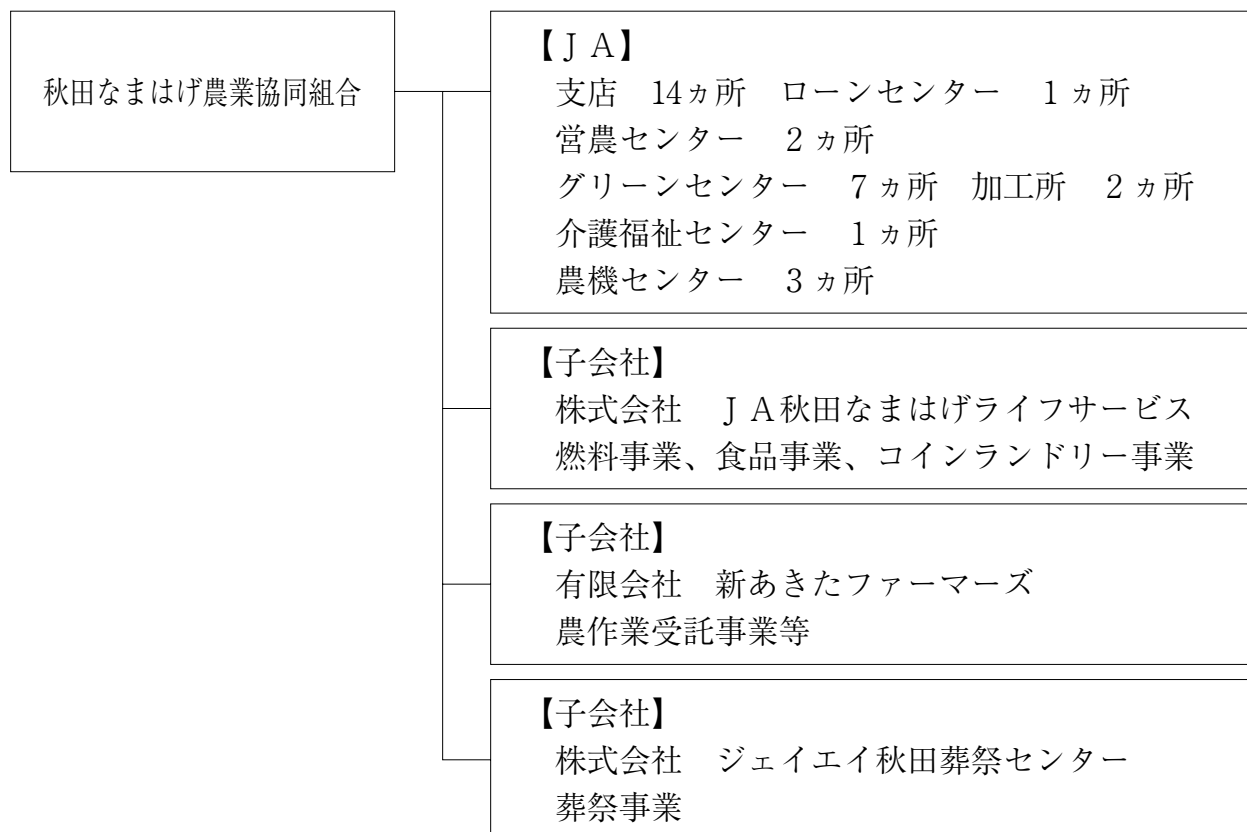 秋田なまはげ農業協同組合
【ＪＡ】
支店　14ヵ所　ローンセンター　１ヵ所
営農センター　２ヵ所
グリーンセンター　７ヵ所　加工所　２ヵ所
介護福祉センター　１ヵ所
農機センター　３ヵ所
【子会社】
株式会社　ＪＡ秋田なまはげライフサービス
燃料事業、食品事業、コインランドリー事業
【子会社】
有限会社　新あきたファーマーズ
農作業受託事業等
【子会社】
株式会社　ジェイエイ秋田葬祭センター
葬祭事業